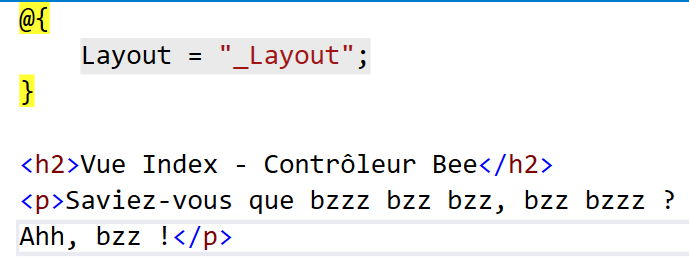 @{
Layout = "_Layout";
}
<h2>Vue Index - Contrôleur Bee</h2>
<p>Saviez-vous que bzzz bzz bzz, bzz bzzz ?
Ahh, bzz !</p>